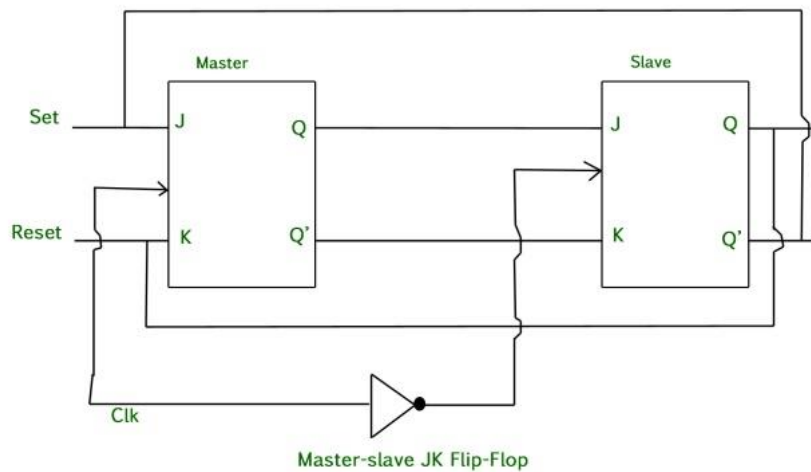 Master
Slave
Set
J
Q
J
Q
Reset
K
Q'
K
Q'
Clk
Master-slave JK Flip-Flop